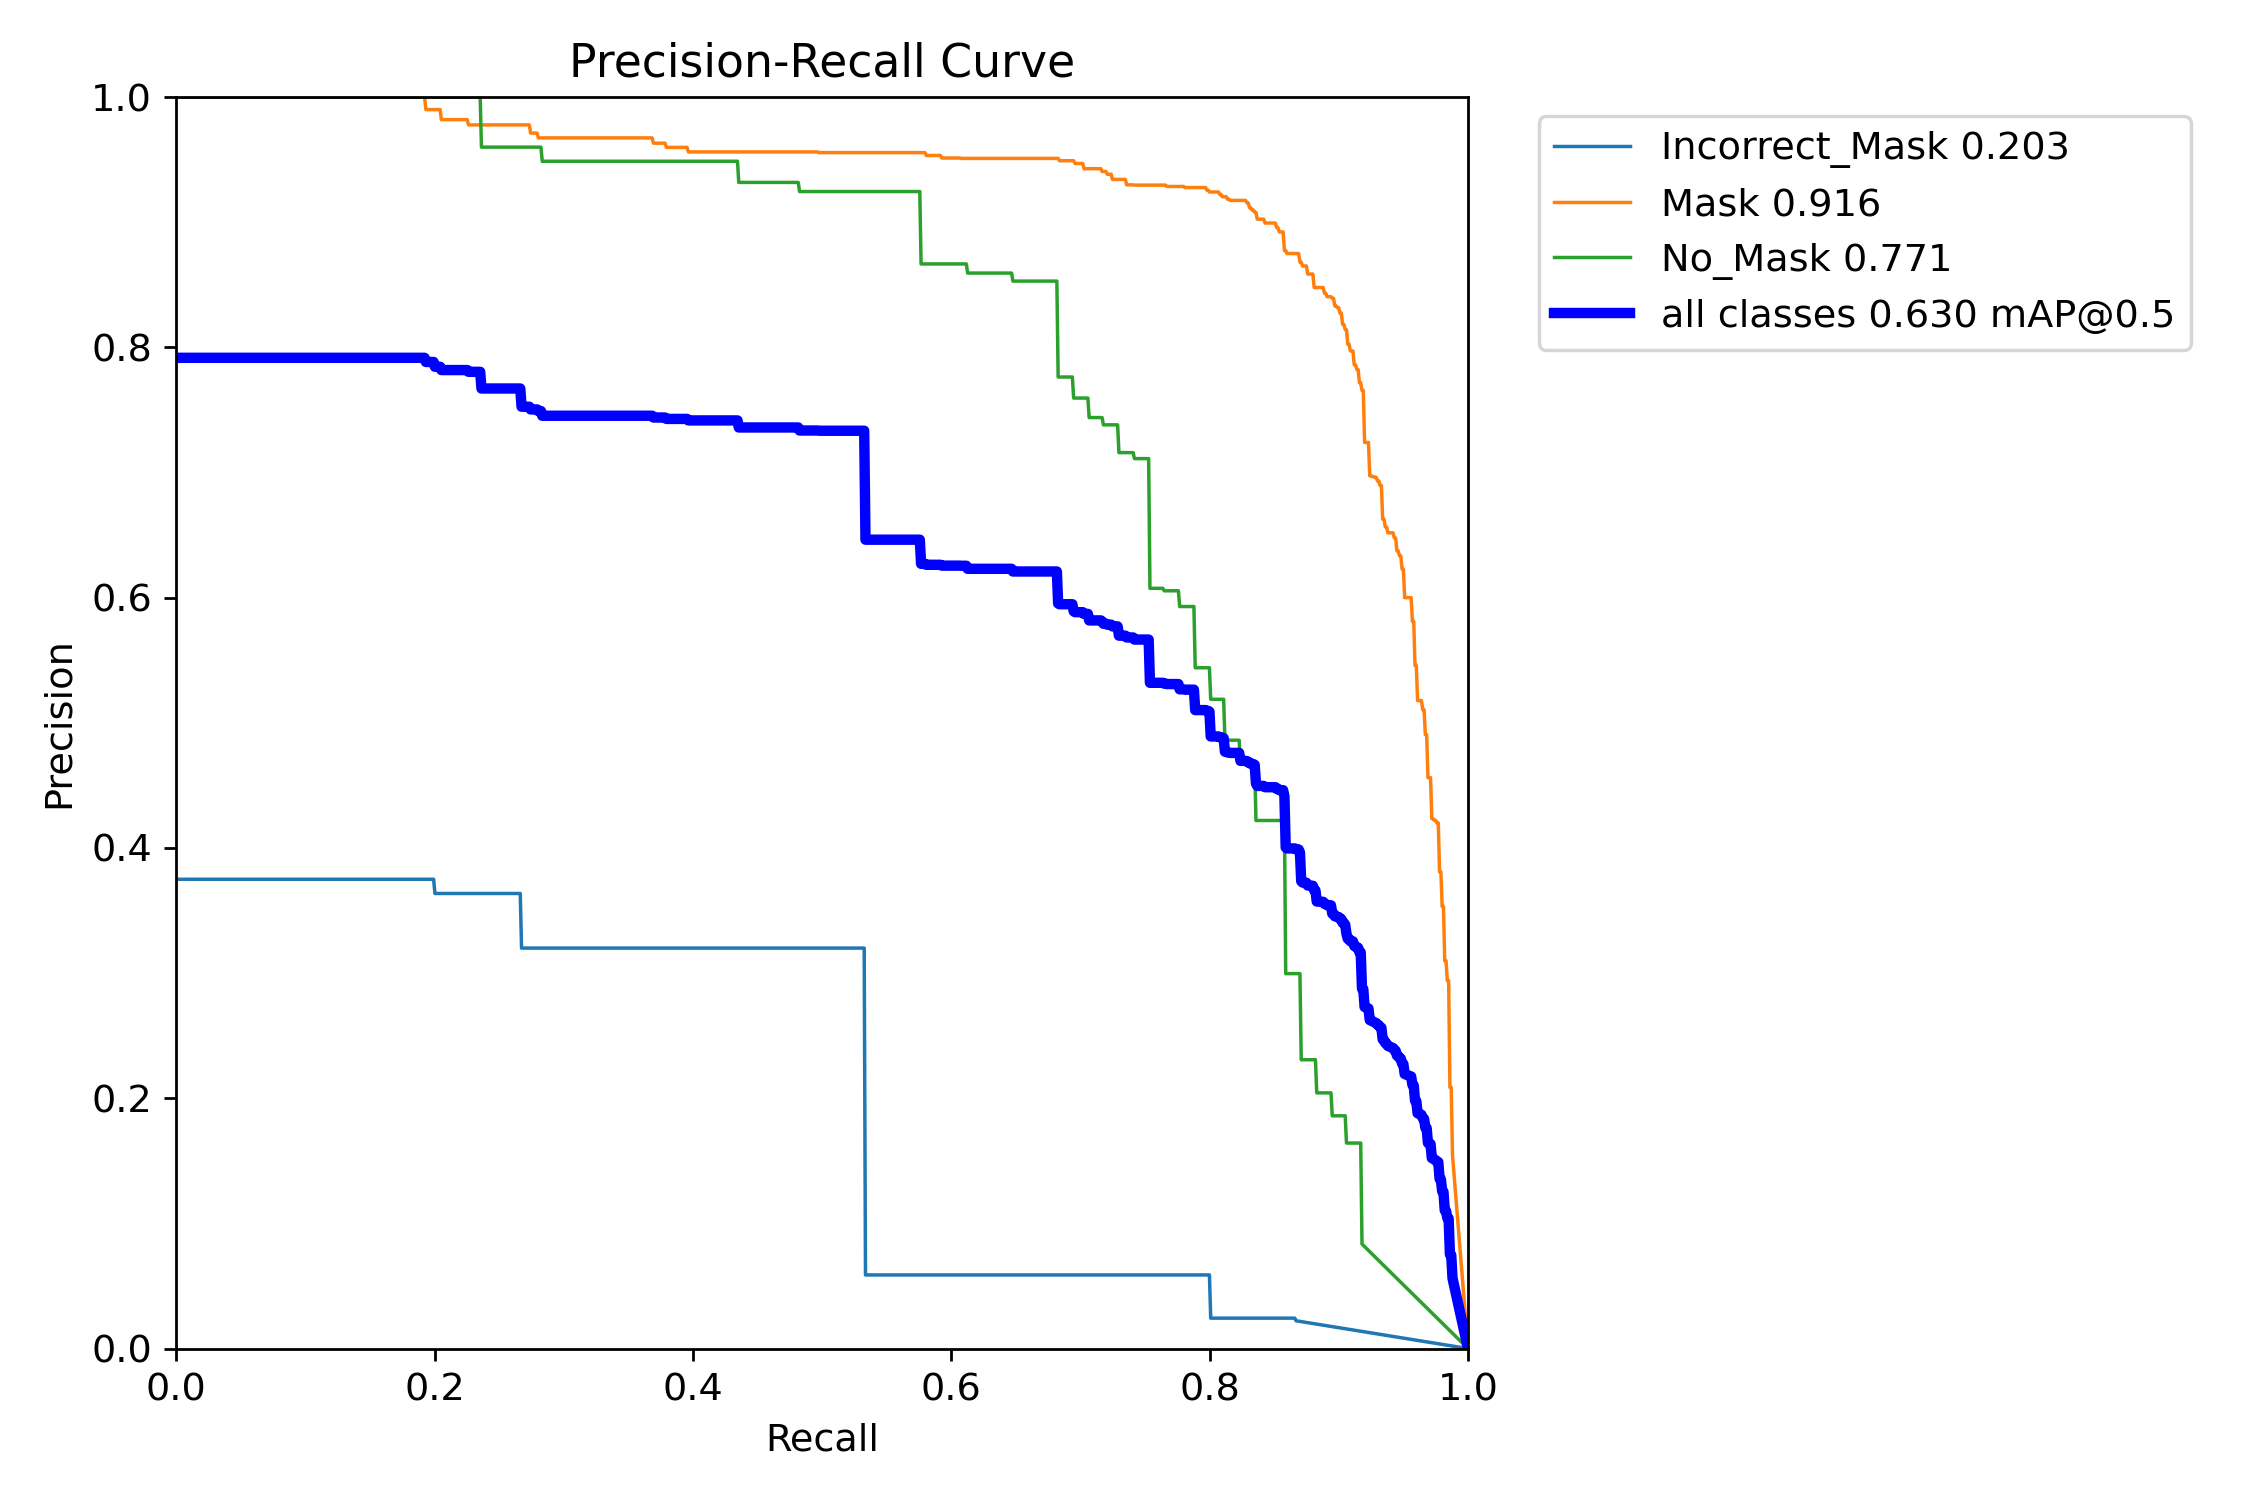 Precision-Recall Curve
1.0
0.8
0.6
0.4
0.2
0.0
Precision
0.0 0.2 0.4 0.6 0.8 1.0
Recall
Incorrect_Mask 0.203
Mask 0.916
No_Mask 0.771
all classes 0.630 mAP@0.5